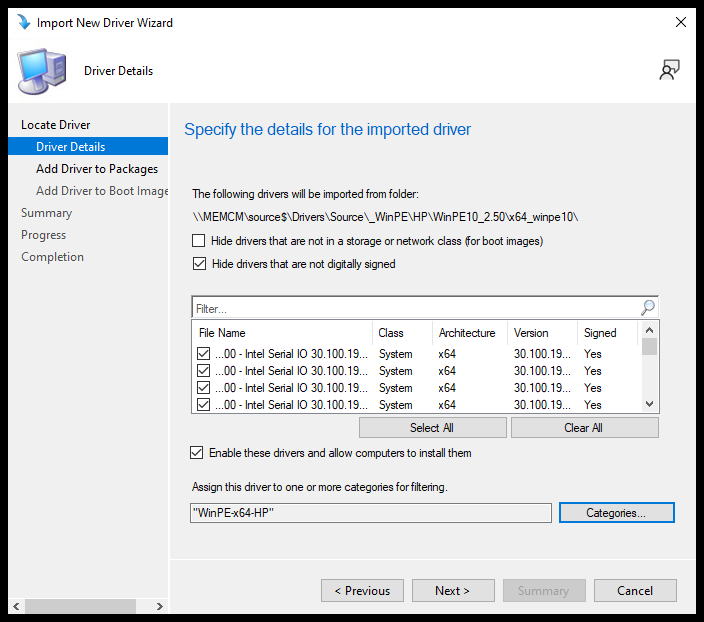 Import New Driver Wizard
Driver Details
Locate Driver
Driver Details
Add Driver to Packages
Add Driver to Boot Image
Summary
Progress
Completion
Specify the details for the imported driver
The following drivers will be imported from folder:
\\MEMCM\source$\Drivers\Source\_WinPE\HP\WinPE10_2.50\x64_winpe10\
Hide drivers that are not in a storage or network class (for boot images)
Hide drivers that are not digitally signed
Filter...
File Name Class Architecture Version Signed
...00 - Intel Serial IO 30.100.19... System x64 30.100.19... Yes
...00 - Intel Serial IO 30.100.19... System x64 30.100.19... Yes
...00 - Intel Serial IO 30.100.19... System x64 30.100.19... Yes
...00 - Intel Serial IO 30.100.19... System x64 30.100.19... Yes
Select All Clear All
Enable these drivers and allow computers to install them
Assign this driver to one or more categories for filtering.
"WinPE-x64-HP" Categories...
< Previous Next > Summary Cancel